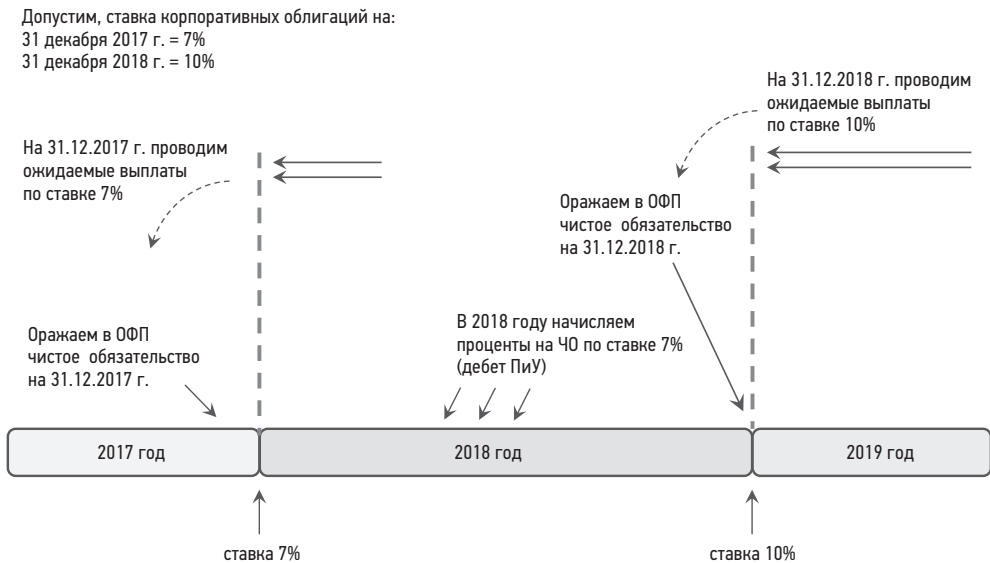 Допустим, ставка корпоративных облигаций на:
31 декабря 2017 г. = 7%
31 декабря 2018 г. = 10%
На 31.12.2018 г. проводим
ожидаемые выплаты
по ставке 10%
На 31.12.2017 г. проводим
ожидаемые выплаты
по ставке 7%
Оражаем в ОФП
чистое обязательство
на 31.12.2018 г.
В 2018 году начисляем
проценты на ЧО по ставке 7%
(дебет ПиУ)
Оражаем в ОФП
чистое обязательство
на 31.12.2017 г.
2017 год
2018 год
2019 год
ставка 7%
ставка 10%